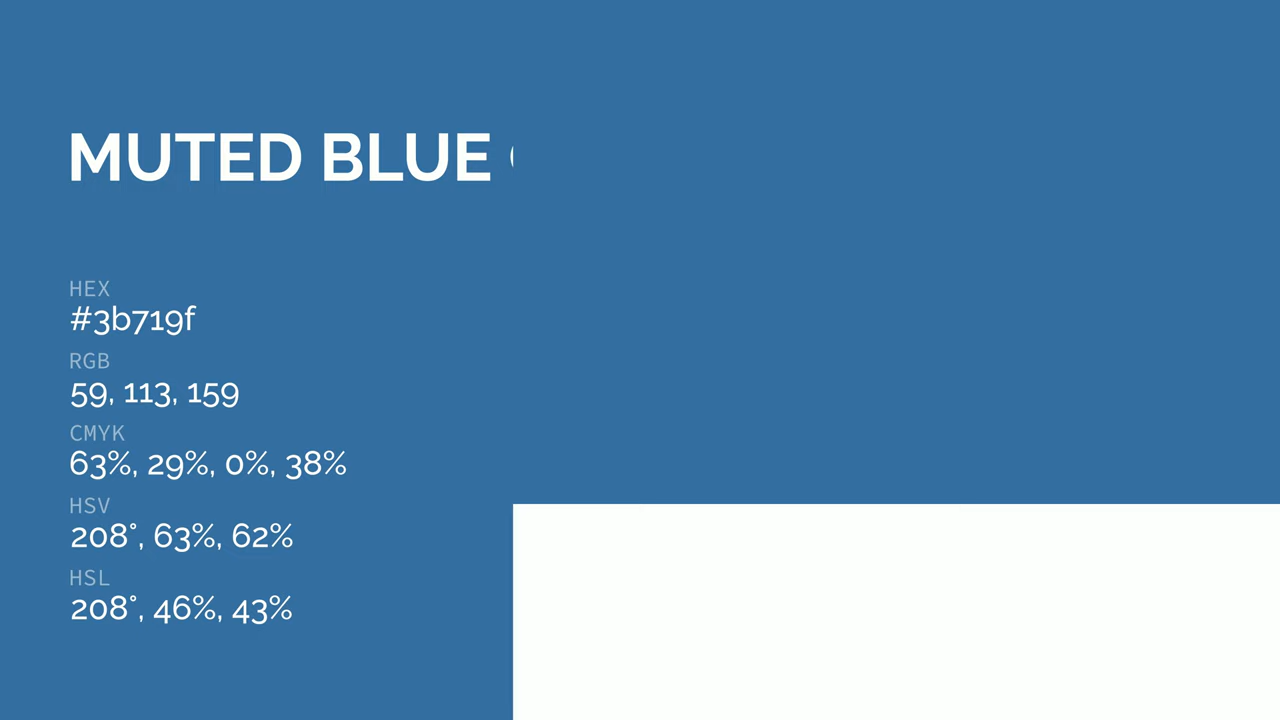 MUTED BLUE
HEX
#3b719f
RGB
59, 113, 159
CMYK
63%, 29%, 0%, 38%
HSV
208°, 63%, 62%
HSL
208°, 46%, 43%